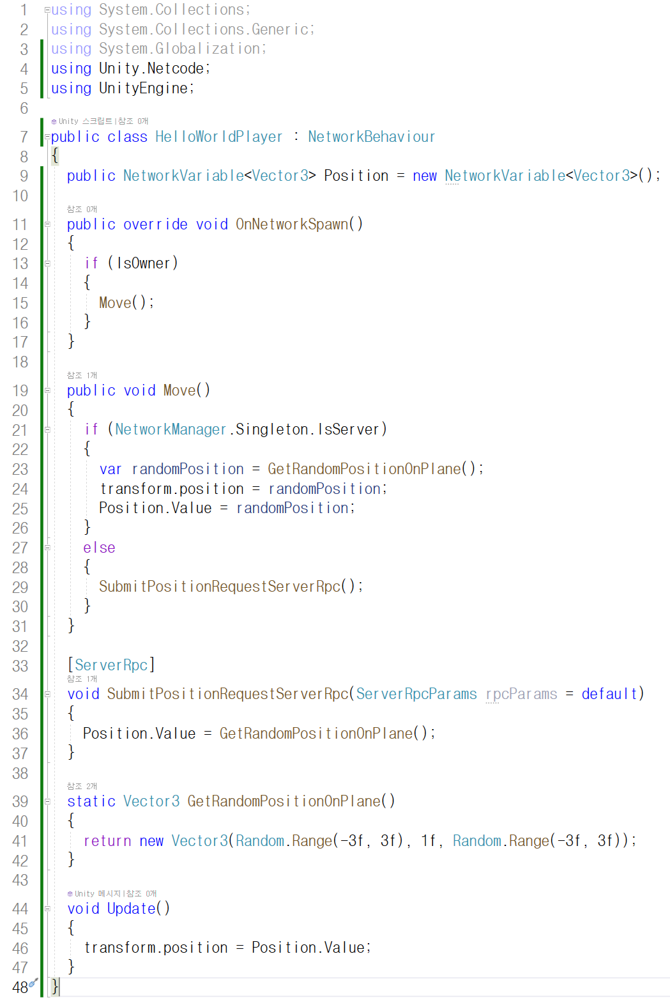 1 using System.Collections;
2 using System.Collections.Generic;
3 using System.Globalization;
4 using Unity.Netcode;
5 using UnityEngine;
6
Unity 스크립트|참조 0개
7 public class HelloWorldPlayer : NetworkBehaviour
8 {
9 public NetworkVariable<Vector3> Position = new NetworkVariable<Vector3>();
10
참조 0개
11 public override void OnNetworkSpawn()
12 {
13 if (IsOwner)
14 {
15 Move();
16 }
17 }
18
참조 1개
19 public void Move()
20 {
21 if (NetworkManager.Singleton.IsServer)
22 {
23 var randomPosition = GetRandomPositionOnPlane();
24 transform.position = randomPosition;
25 Position.Value = randomPosition;
26 }
27 else
28 {
29 SubmitPositionRequestServerRpc();
30 }
31 }
32
33 [ServerRpc]
참조 1개
34 void SubmitPositionRequestServerRpc(ServerRpcParams rpcParams = default)
35 {
36 Position.Value = GetRandomPositionOnPlane();
37 }
38
참조 2개
39 static Vector3 GetRandomPositionOnPlane()
40 {
41 return new Vector3(Random.Range(-3f, 3f), 1f, Random.Range(-3f, 3f));
42 }
43
Unity 메시지|참조 0개
44 void Update()
45 {
46 transform.position = Position.Value;
47 }
48 }